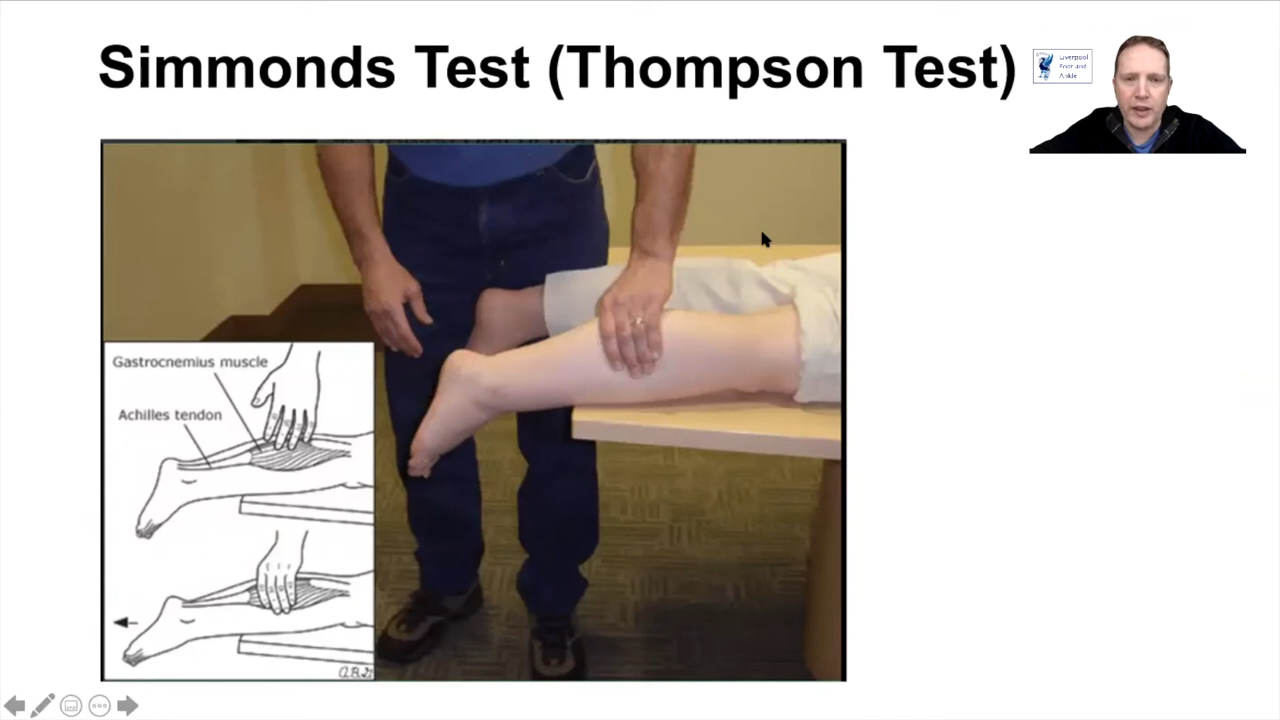 Simmonds Test (Thompson Test)
Liverpool
Foot and
Ankle
Gastrocnemius muscle
Achilles tendon